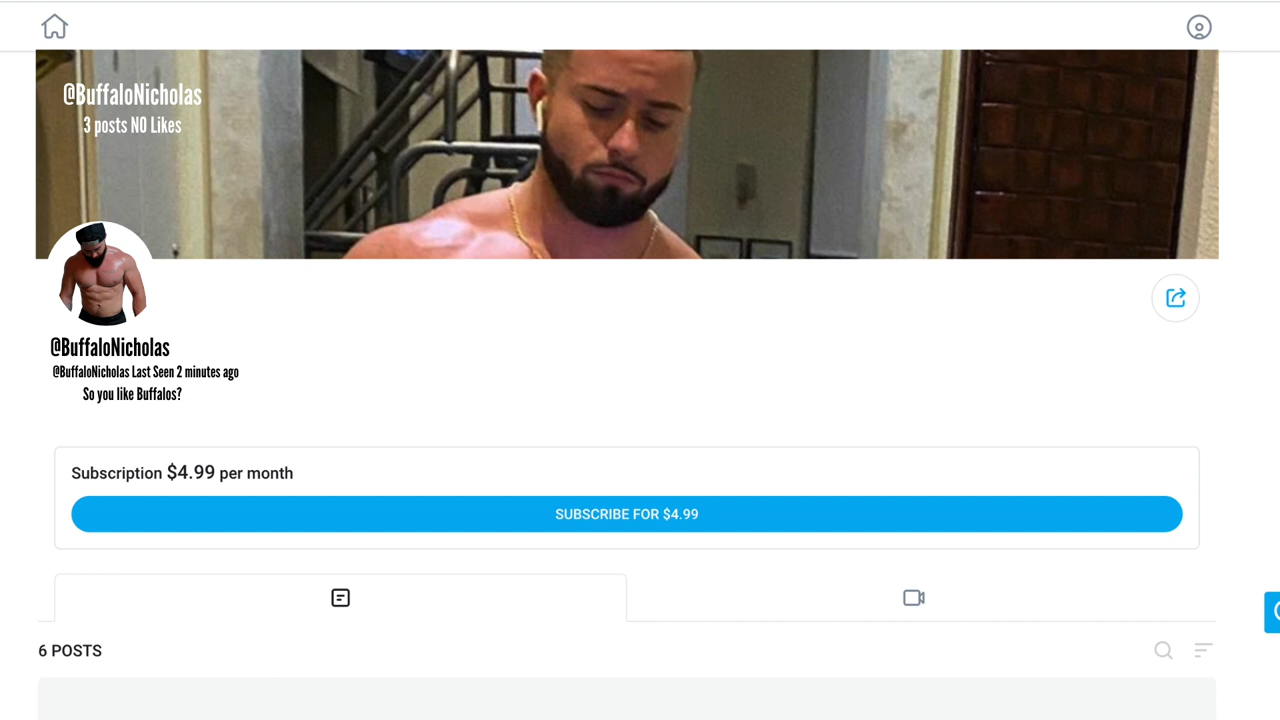 @BuffaloNicholas
3 posts NO Likes
@BuffaloNicholas
@BuffaloNicholas Last Seen 2 minutes ago
So you like Buffalos?
Subscription $4.99 per month
SUBSCRIBE FOR $4.99
6 POSTS